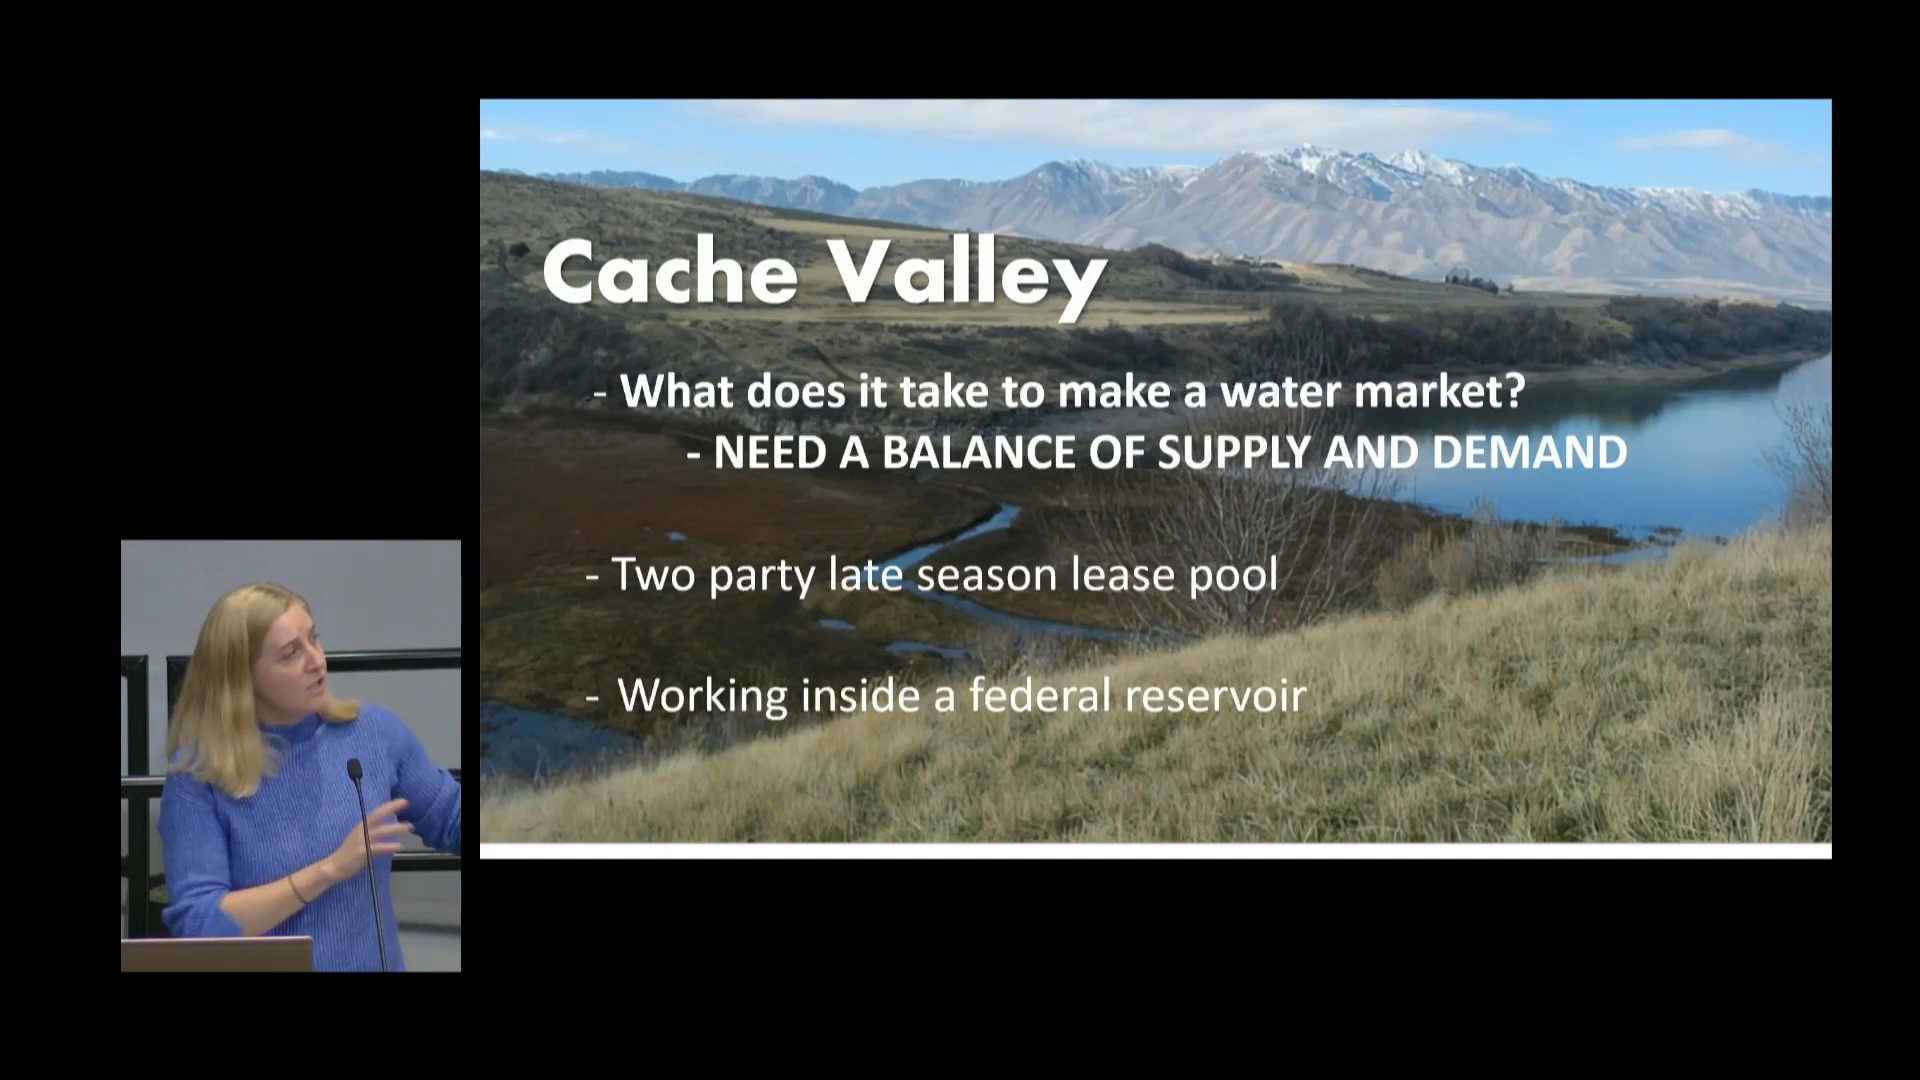 Cache Valley
- What does it take to make a water market?
- NEED A BALANCE OF SUPPLY AND DEMAND
- Two party late season lease pool
- Working inside a federal reservoir